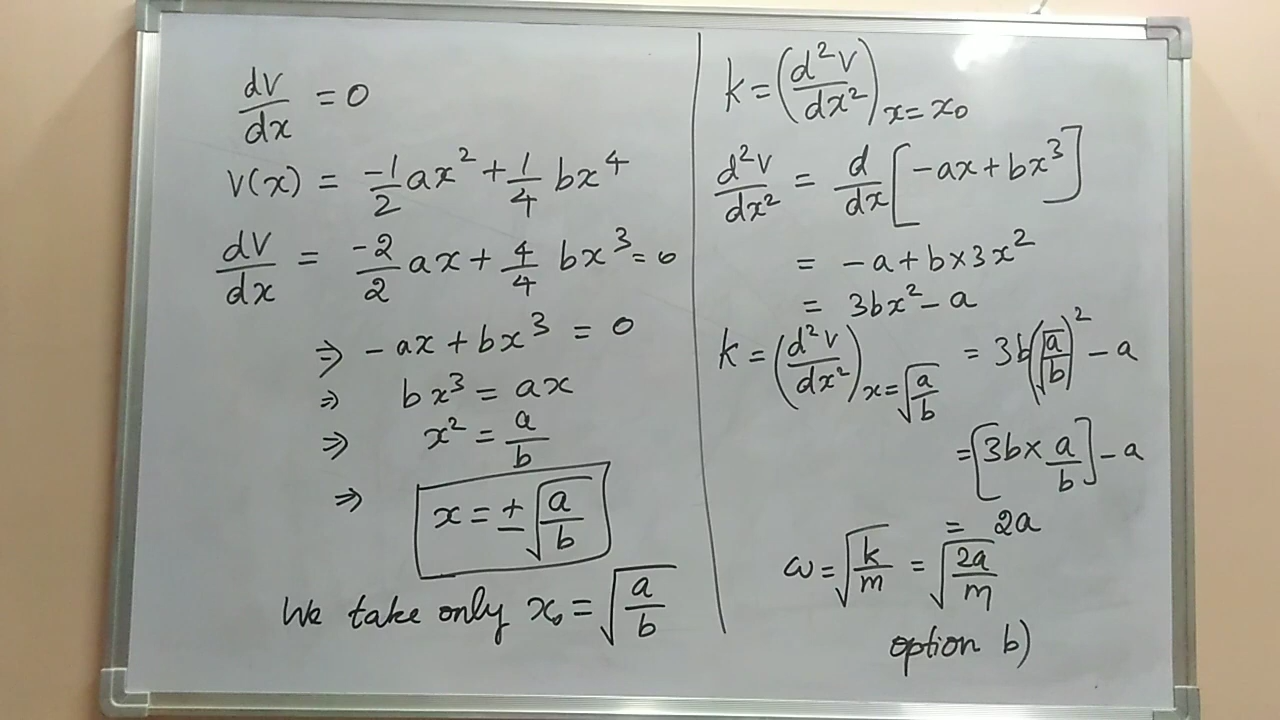 dV/dx = 0
V(x) = -1/2 ax² + 1/4 bx⁴
dV/dx = -2/2 ax + 4/4 bx³ = 0
⇒ - ax + bx³ = 0
⇒ bx³ = ax
⇒ x² = a/b
⇒ x = ± √(a/b)
We take only x₀ = √(a/b)
k = (d²V/dx²)ₓ₌ₓ₀
d²V/dx² = d/dx [-ax + bx³]
= -a + b×3x²
= 3bx² - a
k = (d²V/dx²) x=√(a/b) = 3b(√(a/b))² - a
= [3b× a/b] - a
= 2a
ω = √(k/m) = √(2a/m)
option b)